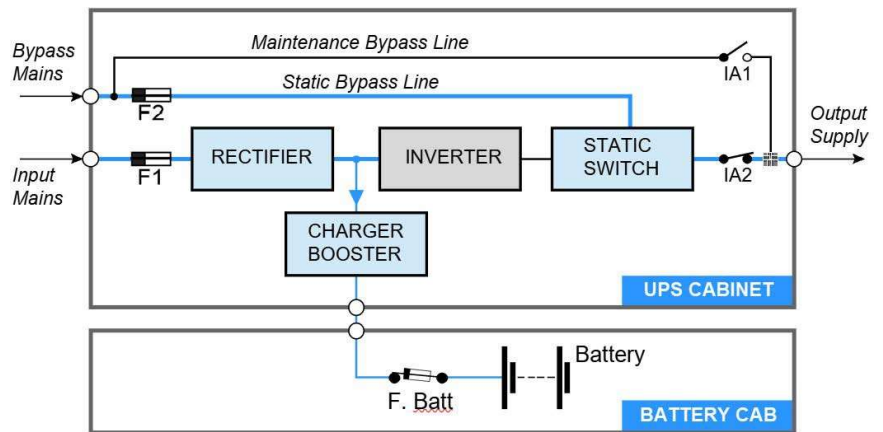 Bypass
Mains
Maintenance Bypass Line
IA1
Static Bypass Line
F2
Output
Supply
RECTIFIER
INVERTER
STATIC
SWITCH
F1
IA2
Input
Mains
CHARGER
BOOSTER
UPS CABINET
Battery
F. Batt
BATTERY CAB